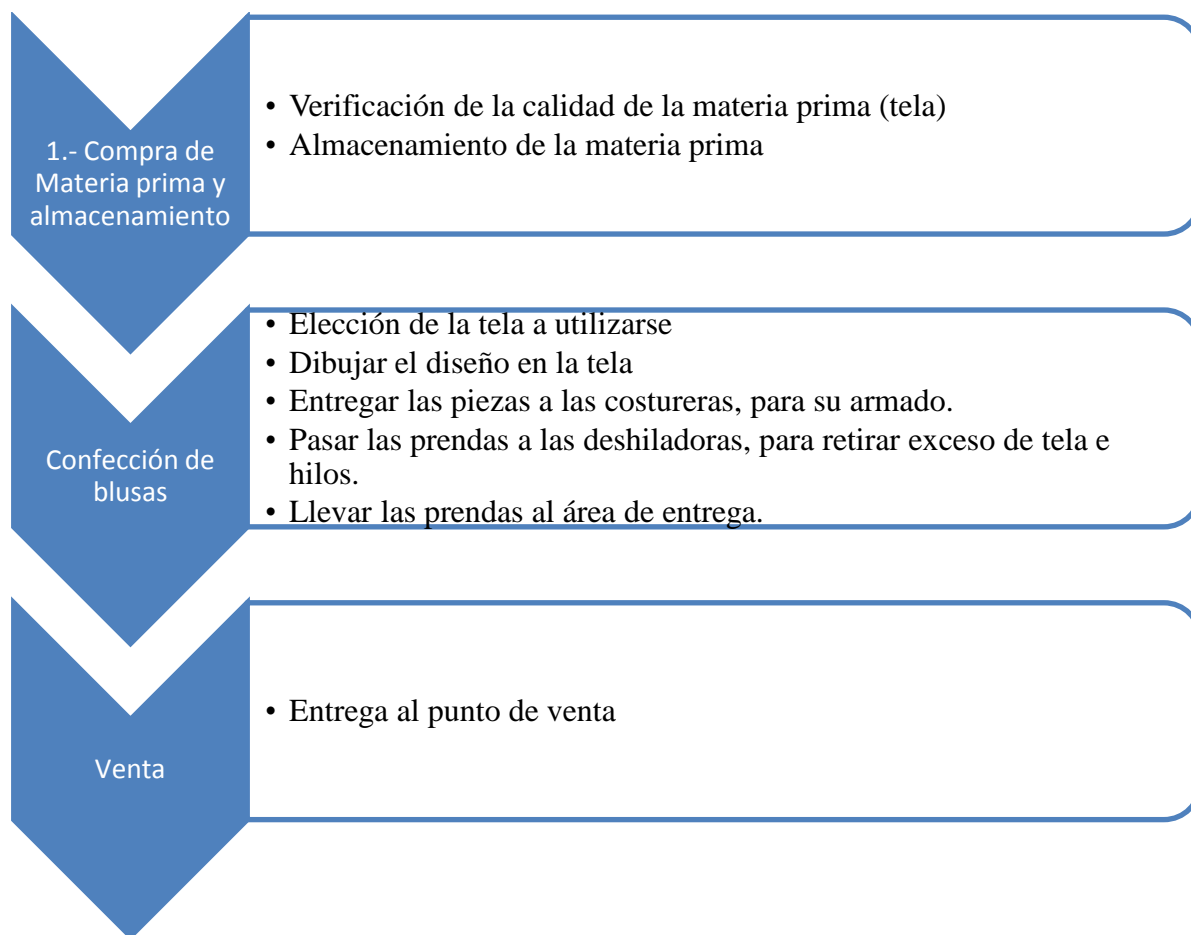 1.- Compra de
Materia prima y
almacenamiento
• Verificación de la calidad de la materia prima (tela)
• Almacenamiento de la materia prima
Confección de
blusas
• Elección de la tela a utilizarse
• Dibujar el diseño en la tela
• Entregar las piezas a las costureras, para su armado.
• Pasar las prendas a las deshiladoras, para retirar exceso de tela e
hilos.
• Llevar las prendas al área de entrega.
Venta
• Entrega al punto de venta